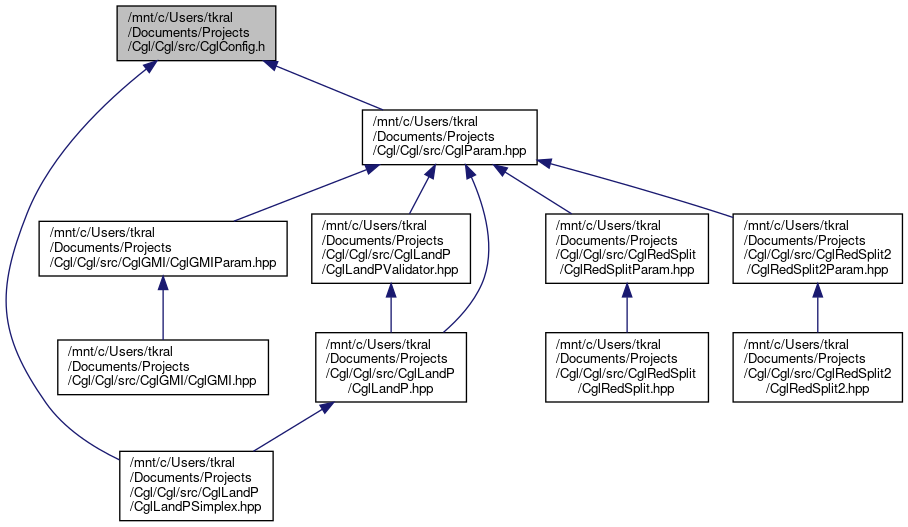 /mnt/c/Users/tkral
/Documents/Projects
/Cgl/Cgl/src/CglConfig.h
/mnt/c/Users/tkral
/Documents/Projects
/Cgl/Cgl/src/CglParam.hpp
/mnt/c/Users/tkral
/Documents/Projects
/Cgl/Cgl/src/CglGMI/CglGMIParam.hpp
/mnt/c/Users/tkral
/Documents/Projects
/Cgl/Cgl/src/CglLandP
/CglLandPValidator.hpp
/mnt/c/Users/tkral
/Documents/Projects
/Cgl/Cgl/src/CglRedSplit
/CglRedSplitParam.hpp
/mnt/c/Users/tkral
/Documents/Projects
/Cgl/Cgl/src/CglRedSplit2
/CglRedSplit2Param.hpp
/mnt/c/Users/tkral
/Documents/Projects
/Cgl/Cgl/src/CglGMI/CglGMI.hpp
/mnt/c/Users/tkral
/Documents/Projects
/Cgl/Cgl/src/CglLandP
/CglLandP.hpp
/mnt/c/Users/tkral
/Documents/Projects
/Cgl/Cgl/src/CglRedSplit
/CglRedSplit.hpp
/mnt/c/Users/tkral
/Documents/Projects
/Cgl/Cgl/src/CglRedSplit2
/CglRedSplit2.hpp
/mnt/c/Users/tkral
/Documents/Projects
/Cgl/Cgl/src/CglLandP
/CglLandPSimplex.hpp